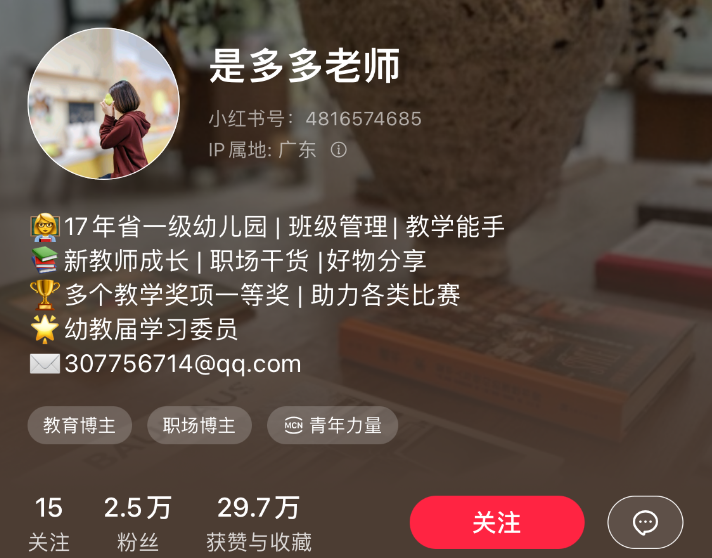 是多多老师
小红书号：4816574685
IP属地: 广东
17年省一级幼儿园 | 班级管理 | 教学能手
新教师成长 | 职场干货 | 好物分享
多个教学奖项一等奖 | 助力各类比赛
幼教届学习委员
307756714@qq.com
教育博主 职场博主 MCN 青年力量
15 2.5万 29.7万
关注 粉丝 获赞与收藏 关注